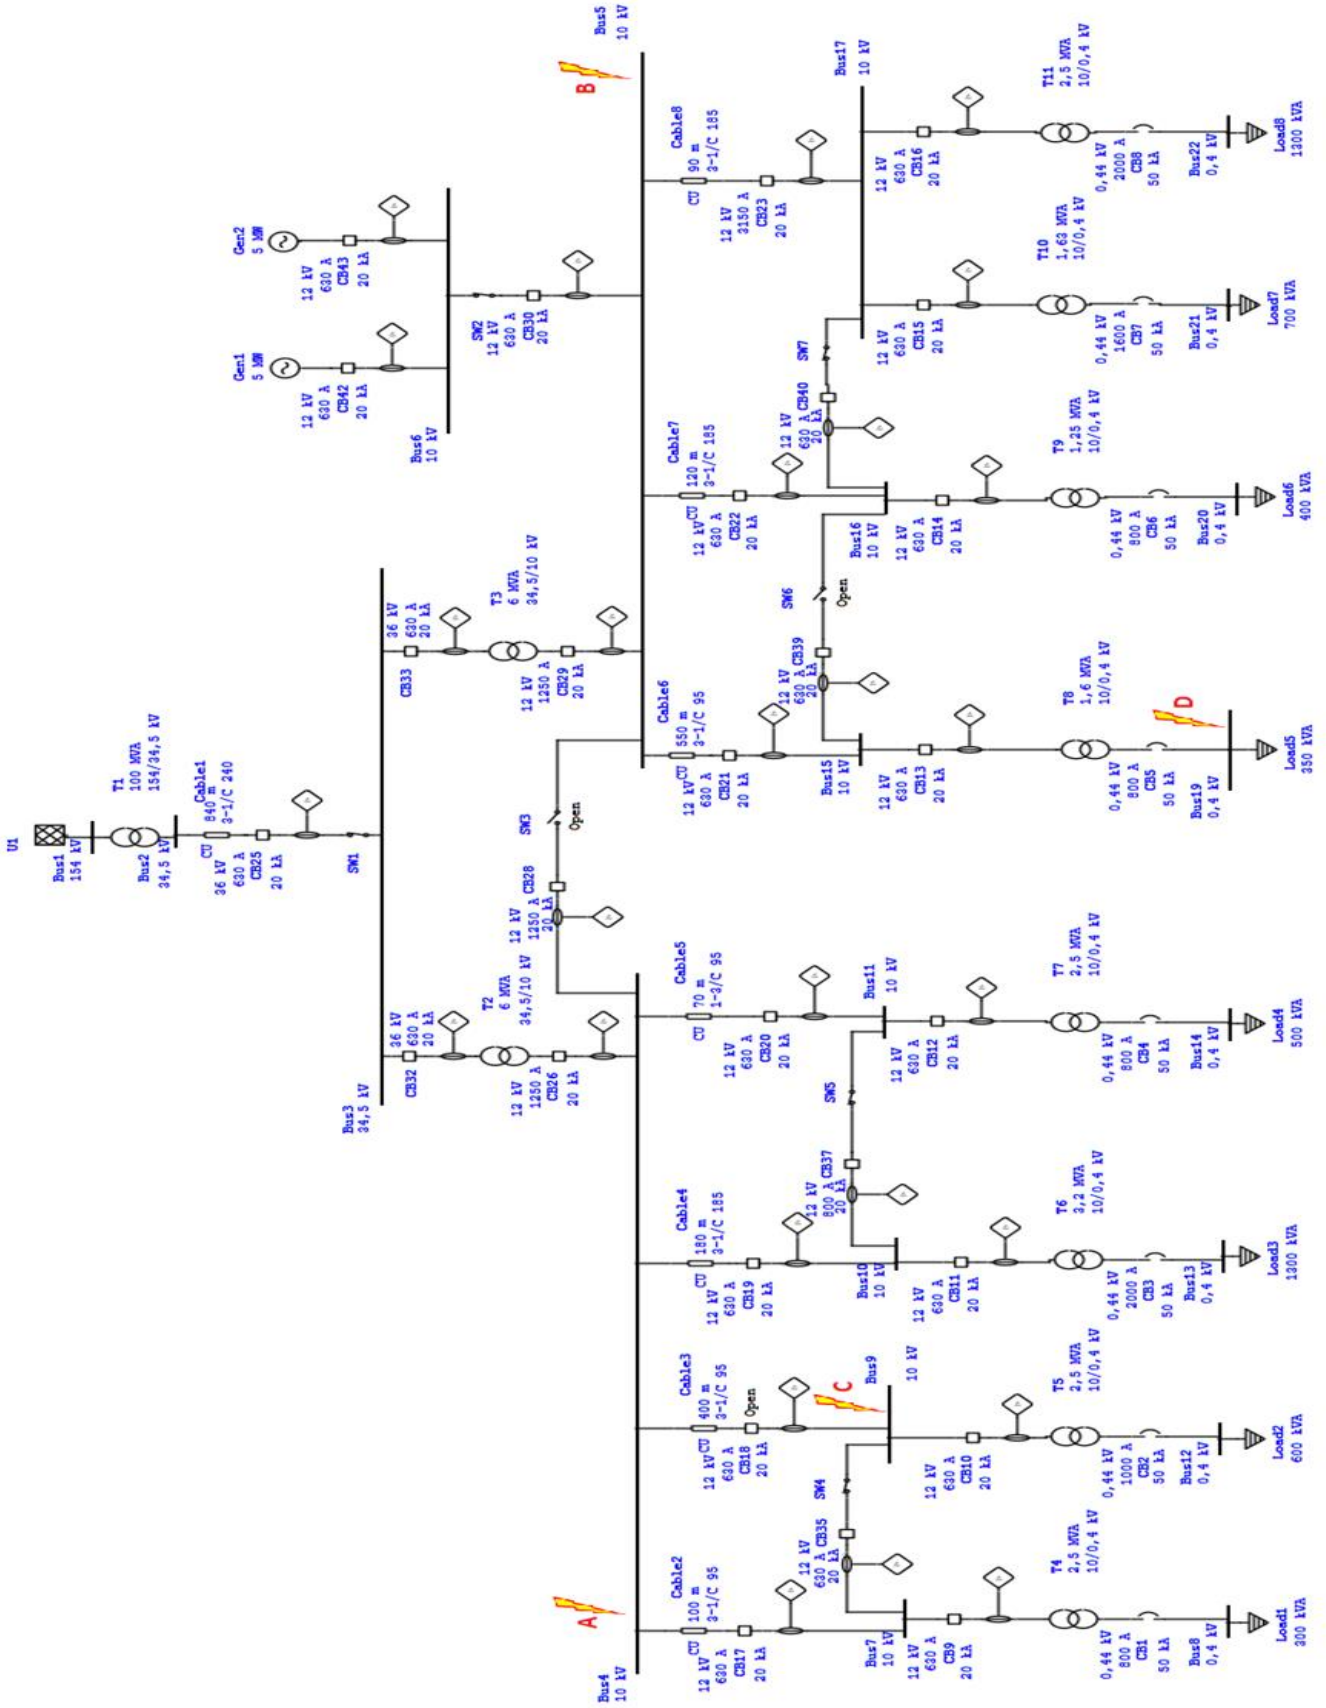 U1
Bus1
154 kV
T1
100 MVA
154/34,5 kV
Bus2
34,5 kV
Cable1
840 m
3-1/C 240
CU
36 kV
630 A
CB25
20 kA
SW1
Bus3
34,5 kV
36 kV
630 A
20 kA
CB32
T2
6 MVA
34,5/10 kV
12 kV
1250 A
CB26
20 kA
36 kV
630 A
20 kA
CB33
T3
6 MVA
34,5/10 kV
12 kV
1250 A
CB29
20 kA
12 kV
1250 A
CB28
20 kA
SW3
Open
Gen1
5 MW
12 kV
630 A
CB42
20 kA
Gen2
5 MW
12 kV
630 A
CB43
20 kA
Bus6
10 kV
SW2
12 kV
630 A
CB30
20 kA
Bus4
10 kV
A
Bus5
10 kV
B
Cable2
100 m
3-1/C 95
CU
12 kV
630 A
CB17
20 kA
Cable3
400 m
3-1/C 95
CU
12 kV
630 A
CB18
20 kA
Open
Cable4
180 m
3-1/C 185
CU
12 kV
630 A
CB19
20 kA
Cable5
70 m
1-3/C 95
CU
12 kV
630 A
CB20
20 kA
Cable6
550 m
3-1/C 95
CU
12 kV
630 A
CB21
20 kA
Cable7
120 m
3-1/C 185
CU
12 kV
630 A
CB22
20 kA
Cable8
90 m
3-1/C 185
CU
12 kV
3150 A
CB23
20 kA
12 kV
630 A
CB35
20 kA
SW4
C
12 kV
800 A
CB37
20 kA
SW5
12 kV
630 A
CB39
20 kA
SW6
Open
12 kV
630 A
CB40
20 kA
SW7
Bus7
10 kV
Bus9
10 kV
Bus10
10 kV
Bus11
10 kV
Bus15
10 kV
Bus16
10 kV
Bus17
10 kV
12 kV
630 A
CB9
20 kA
12 kV
630 A
CB10
20 kA
12 kV
630 A
CB11
20 kA
12 kV
630 A
CB12
20 kA
12 kV
630 A
CB13
20 kA
12 kV
630 A
CB14
20 kA
12 kV
630 A
CB15
20 kA
12 kV
630 A
CB16
20 kA
T4
2,5 MVA
10/0,4 kV
T5
2,5 MVA
10/0,4 kV
T6
3,2 MVA
10/0,4 kV
T7
2,5 MVA
10/0,4 kV
T8
1,6 MVA
10/0,4 kV
T9
1,25 MVA
10/0,4 kV
T10
1,63 MVA
10/0,4 kV
T11
2,5 MVA
10/0,4 kV
0,44 kV
800 A
CB1
50 kA
0,44 kV
1000 A
CB2
50 kA
0,44 kV
2000 A
CB3
50 kA
0,44 kV
800 A
CB4
50 kA
0,44 kV
800 A
CB5
50 kA
D
0,44 kV
800 A
CB6
50 kA
0,44 kV
1600 A
CB7
50 kA
0,44 kV
2000 A
CB8
50 kA
Bus8
0,4 kV
Bus12
0,4 kV
Bus13
0,4 kV
Bus14
0,4 kV
Bus19
0,4 kV
Bus20
0,4 kV
Bus21
0,4 kV
Bus22
0,4 kV
Load1
300 kVA
Load2
600 kVA
Load3
1300 kVA
Load4
500 kVA
Load5
350 kVA
Load6
400 kVA
Load7
700 kVA
Load8
1300 kVA